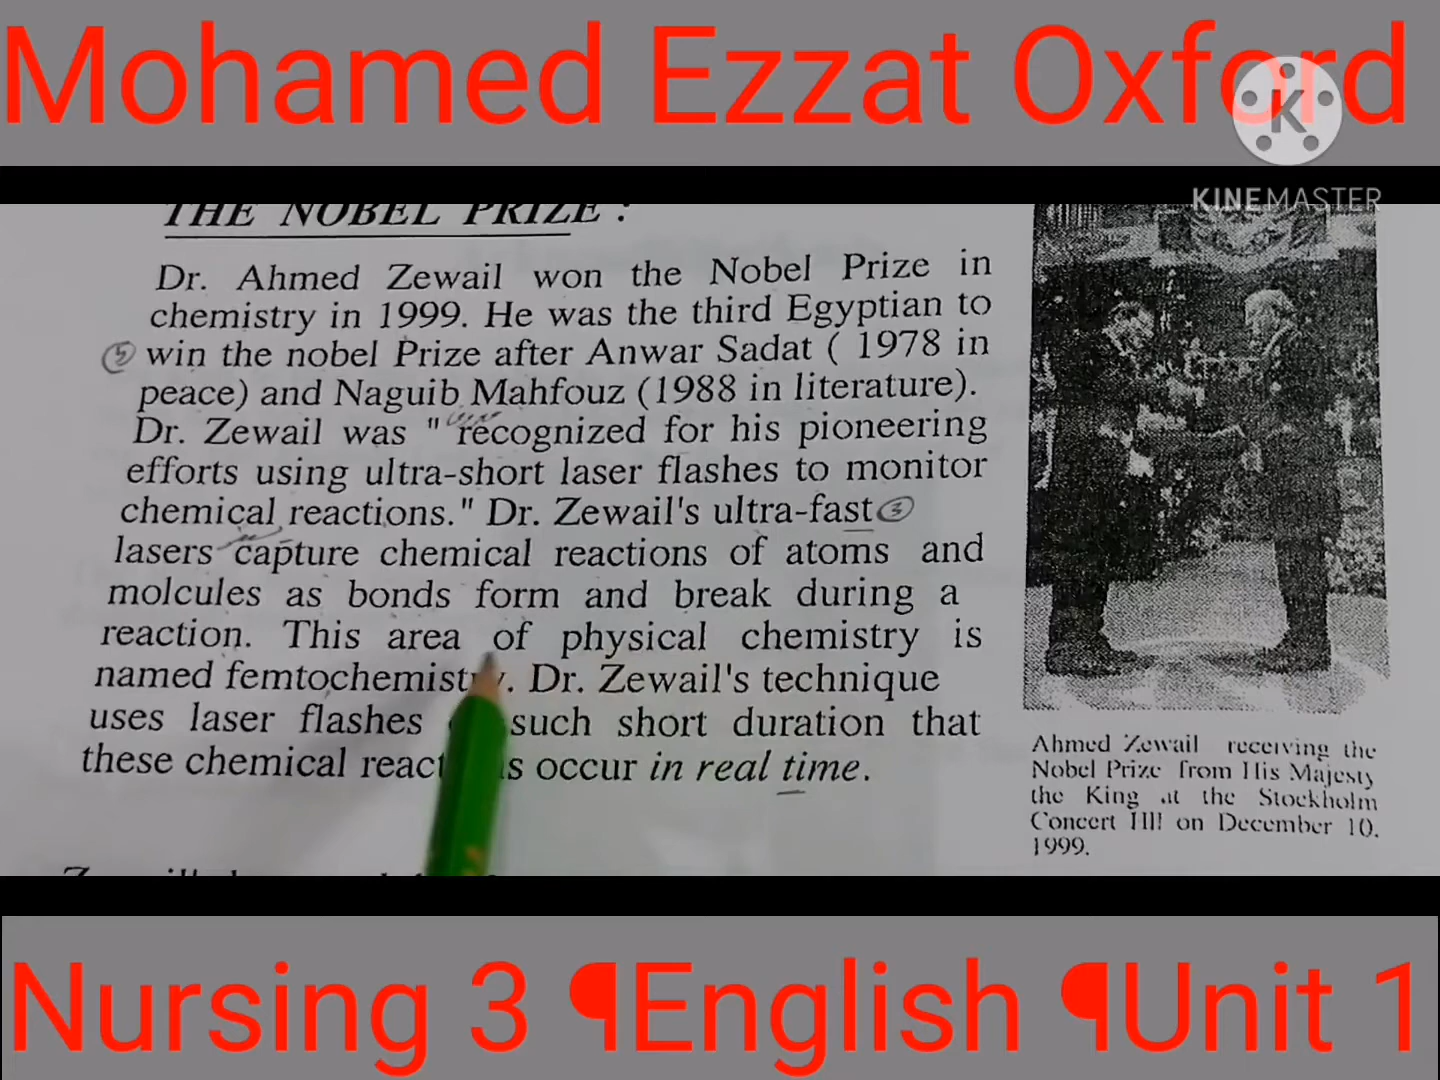 Mohamed Ezzat Oxford
K
KINEMASTER
THE NOBEL PRIZE :
Dr. Ahmed Zewail won the Nobel Prize in
chemistry in 1999. He was the third Egyptian to
5 win the nobel Prize after Anwar Sadat ( 1978 in
peace) and Naguib Mahfouz (1988 in literature).
Dr. Zewail was " recognized for his pioneering
efforts using ultra-short laser flashes to monitor
chemical reactions." Dr. Zewail's ultra-fast 3
lasers capture chemical reactions of atoms and
molcules as bonds form and break during a
reaction. This area of physical chemistry is
named femtochemistry. Dr. Zewail's technique
uses laser flashes such short duration that
these chemical occur in real time.
Ahmed Zewail receiving the
Nobel Prize from His Majesty
the King at the Stockholm
Concert on December 10.
1999.
Nursing 3 ¶English ¶Unit 1